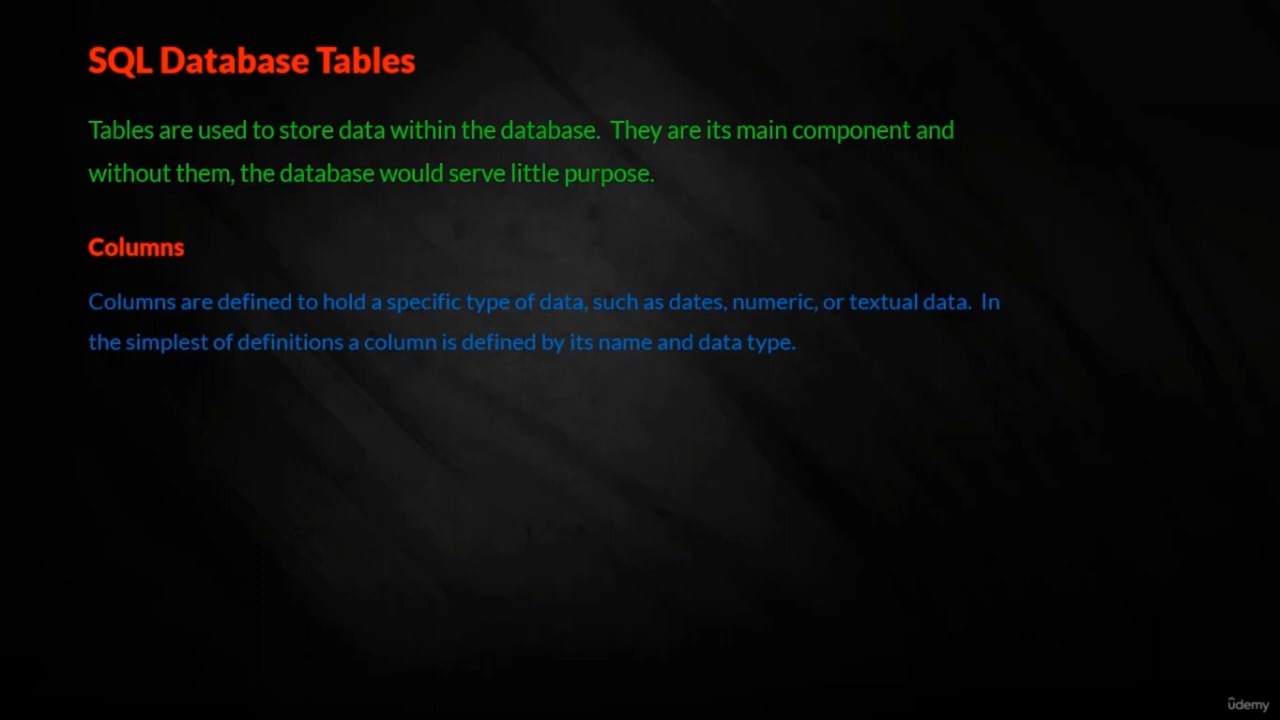 SQL Database Tables
Tables are used to store data within the database. They are its main component and
without them, the database would serve little purpose.
Columns
Columns are defined to hold a specific type of data, such as dates, numeric, or textual data. In
the simplest of definitions a column is defined by its name and data type.
ûdemy